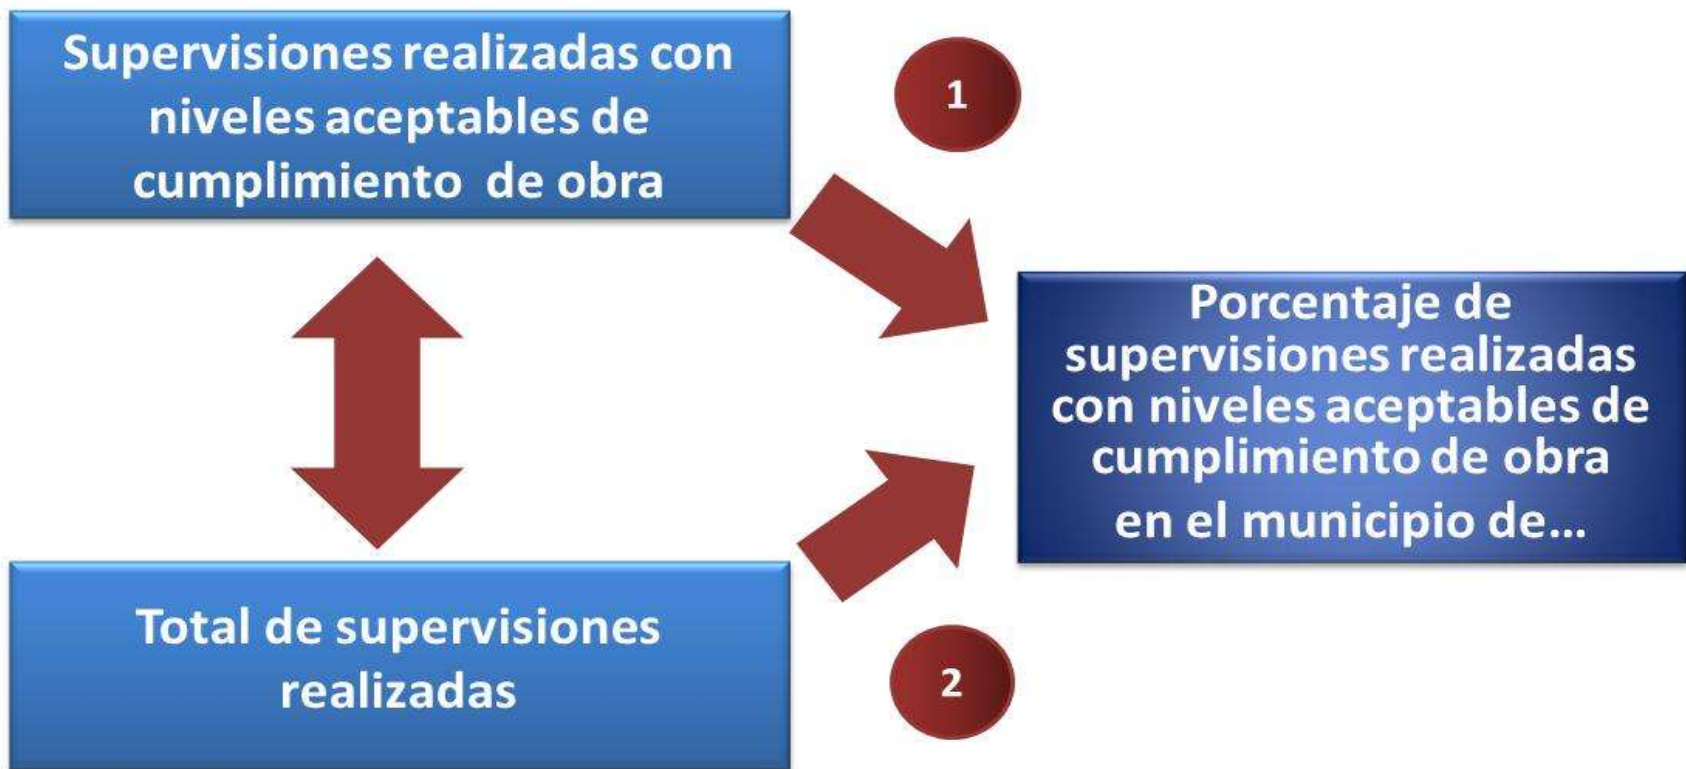 Supervisiones realizadas con
niveles aceptables de
cumplimiento de obra
1
Porcentaje de
supervisiones realizadas
con niveles aceptables de
cumplimiento de obra
en el municipio de...
Total de supervisiones
realizadas
2